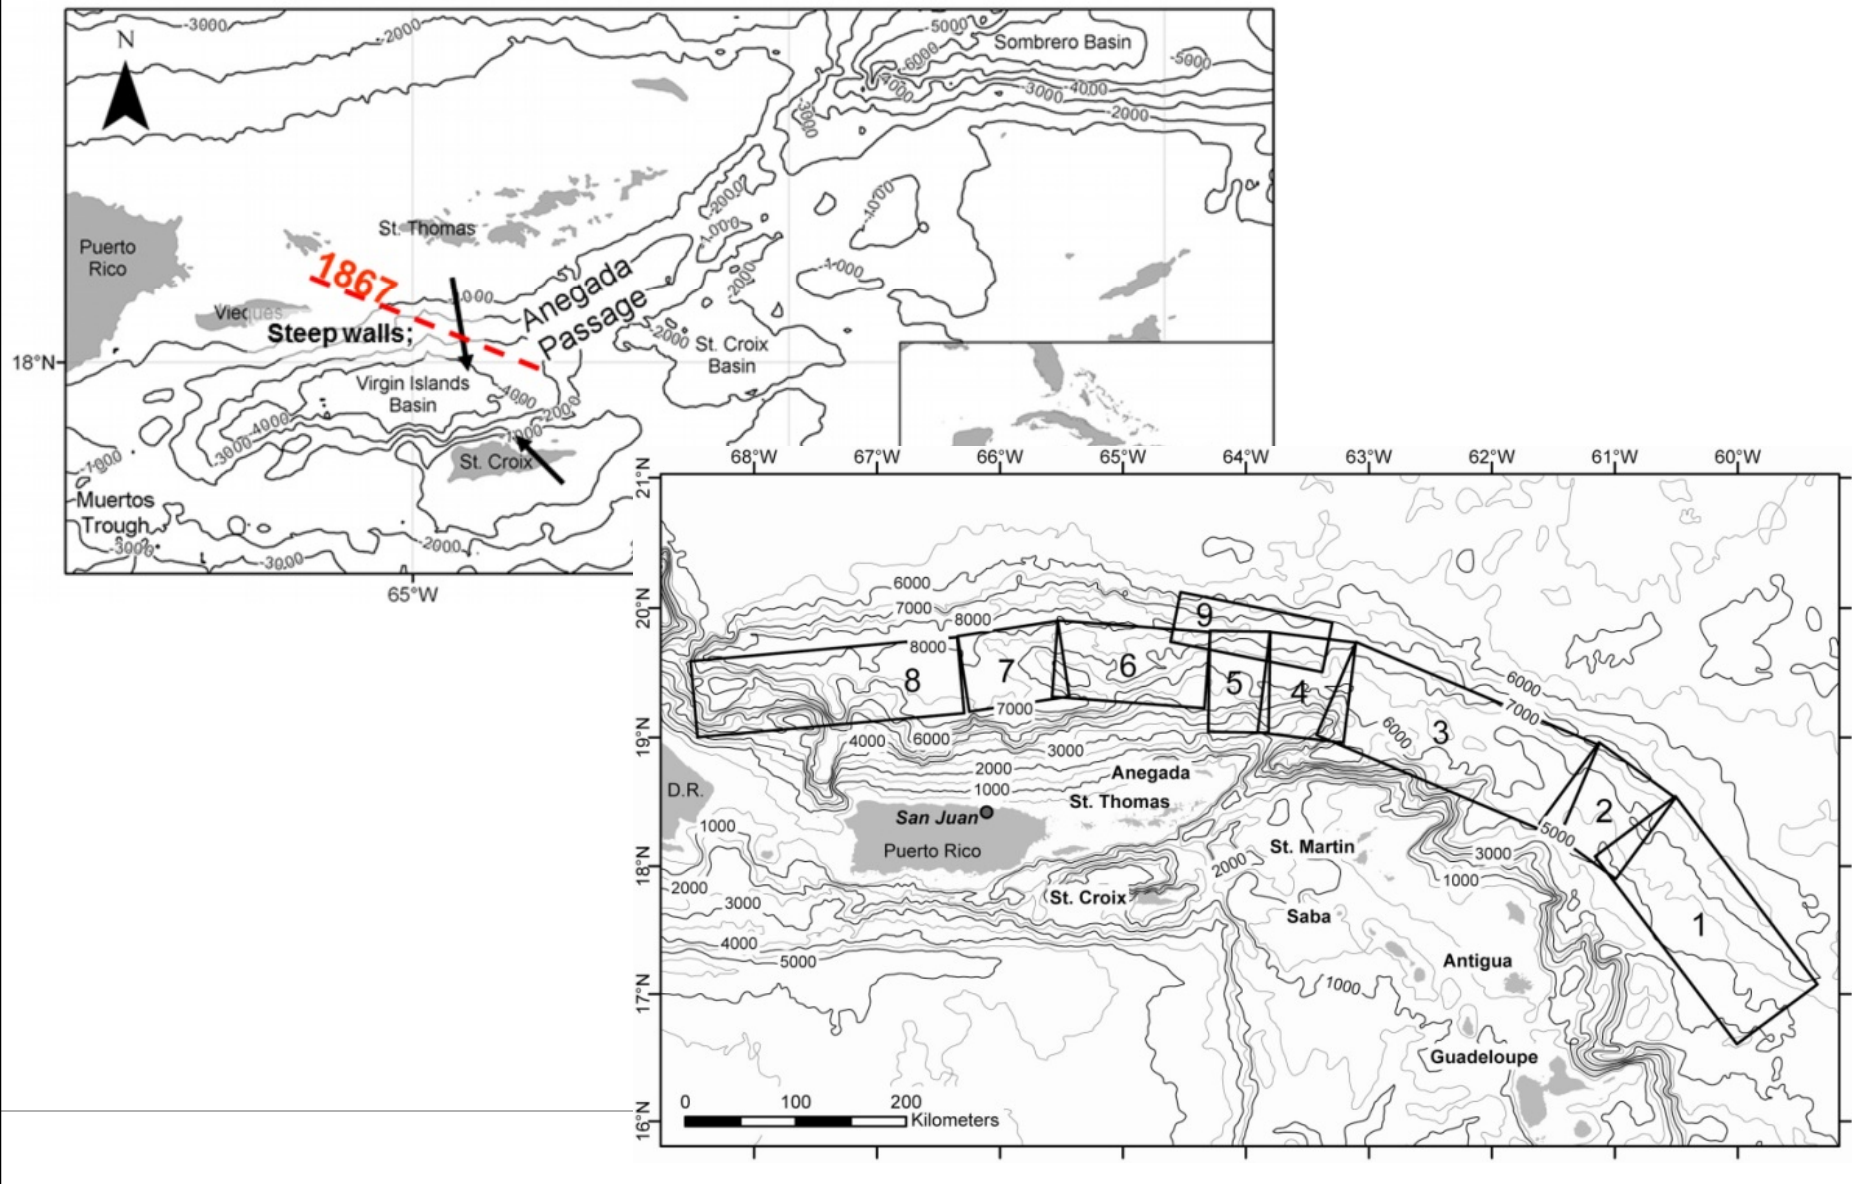 -3000
-2000
-5000
Sombrero Basin
N
-6000
-5000
-4000
-4000
-3000
-3000
-2000
-2000
-1000
-1000
St. Thomas
Puerto
Rico
-1000
1867
-2000
-1000
Anegada
Passage
Vieques
Steep walls;
-2000
St. Croix
Basin
18°N
Virgin Islands
Basin
-4000
-2000
-4000
-3000
-1000
St. Croix
-1000
Muertos
Trough
-3000
-2000
-3000
65°W
68°W
67°W
66°W
65°W
64°W
63°W
62°W
61°W
60°W
21°N
20°N
19°N
18°N
17°N
16°N
6000
7000
8000
8000
9
8
7
6
5
4
3
2
1
6000
7000
7000
6000
4000
6000
3000
2000
1000
Anegada
St. Thomas
D.R.
San Juan
Puerto Rico
5000
1000
2000
St. Martin
3000
1000
2000
3000
St. Croix
Saba
4000
5000
Antigua
1000
Guadeloupe
0
100
200
Kilometers